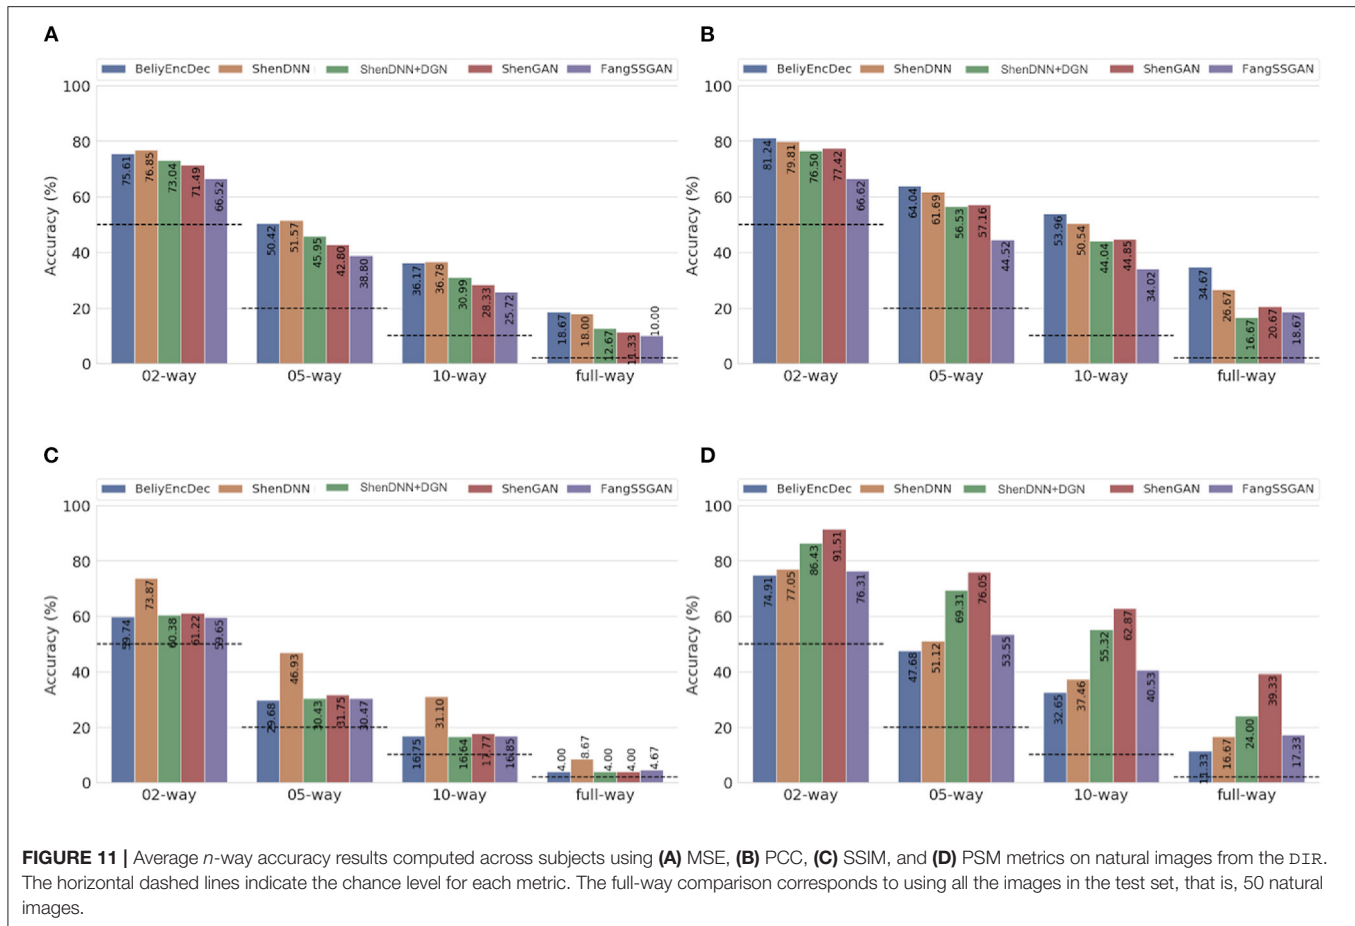 A
BeliyEncDec ShenDNN ShenDNN+DGN ShenGAN FangSSGAN
Accuracy (%)
100
80
60
40
20
0
75.61 76.85 73.04 71.49 66.52
50.42 51.57 45.95 42.80 38.80
36.17 36.78 30.99 28.33 25.72
18.67 18.00 12.67 11.33 10.00
02-way 05-way 10-way full-way
B
BeliyEncDec ShenDNN ShenDNN+DGN ShenGAN FangSSGAN
Accuracy (%)
100
80
60
40
20
0
81.24 79.81 76.50 77.42 66.62
64.04 61.69 56.53 57.16 44.52
53.96 50.54 44.04 44.85 34.02
34.67 26.67 16.67 20.67 18.67
02-way 05-way 10-way full-way
C
BeliyEncDec ShenDNN ShenDNN+DGN ShenGAN FangSSGAN
Accuracy (%)
100
80
60
40
20
0
59.74 73.87 60.38 61.22 59.65
29.68 46.93 30.43 31.75 30.47
16.75 31.10 16.64 17.77 16.85
4.00 8.67 4.00 4.00 4.67
02-way 05-way 10-way full-way
D
BeliyEncDec ShenDNN ShenDNN+DGN ShenGAN FangSSGAN
Accuracy (%)
100
80
60
40
20
0
74.91 77.05 86.43 91.51 76.31
47.68 51.12 69.31 76.05 53.55
32.65 37.46 55.32 62.87 40.53
11.33 16.67 24.00 39.33 17.33
02-way 05-way 10-way full-way
FIGURE 11 | Average n-way accuracy results computed across subjects using (A) MSE, (B) PCC, (C) SSIM, and (D) PSM metrics on natural images from the DIR.
The horizontal dashed lines indicate the chance level for each metric. The full-way comparison corresponds to using all the images in the test set, that is, 50 natural
images.